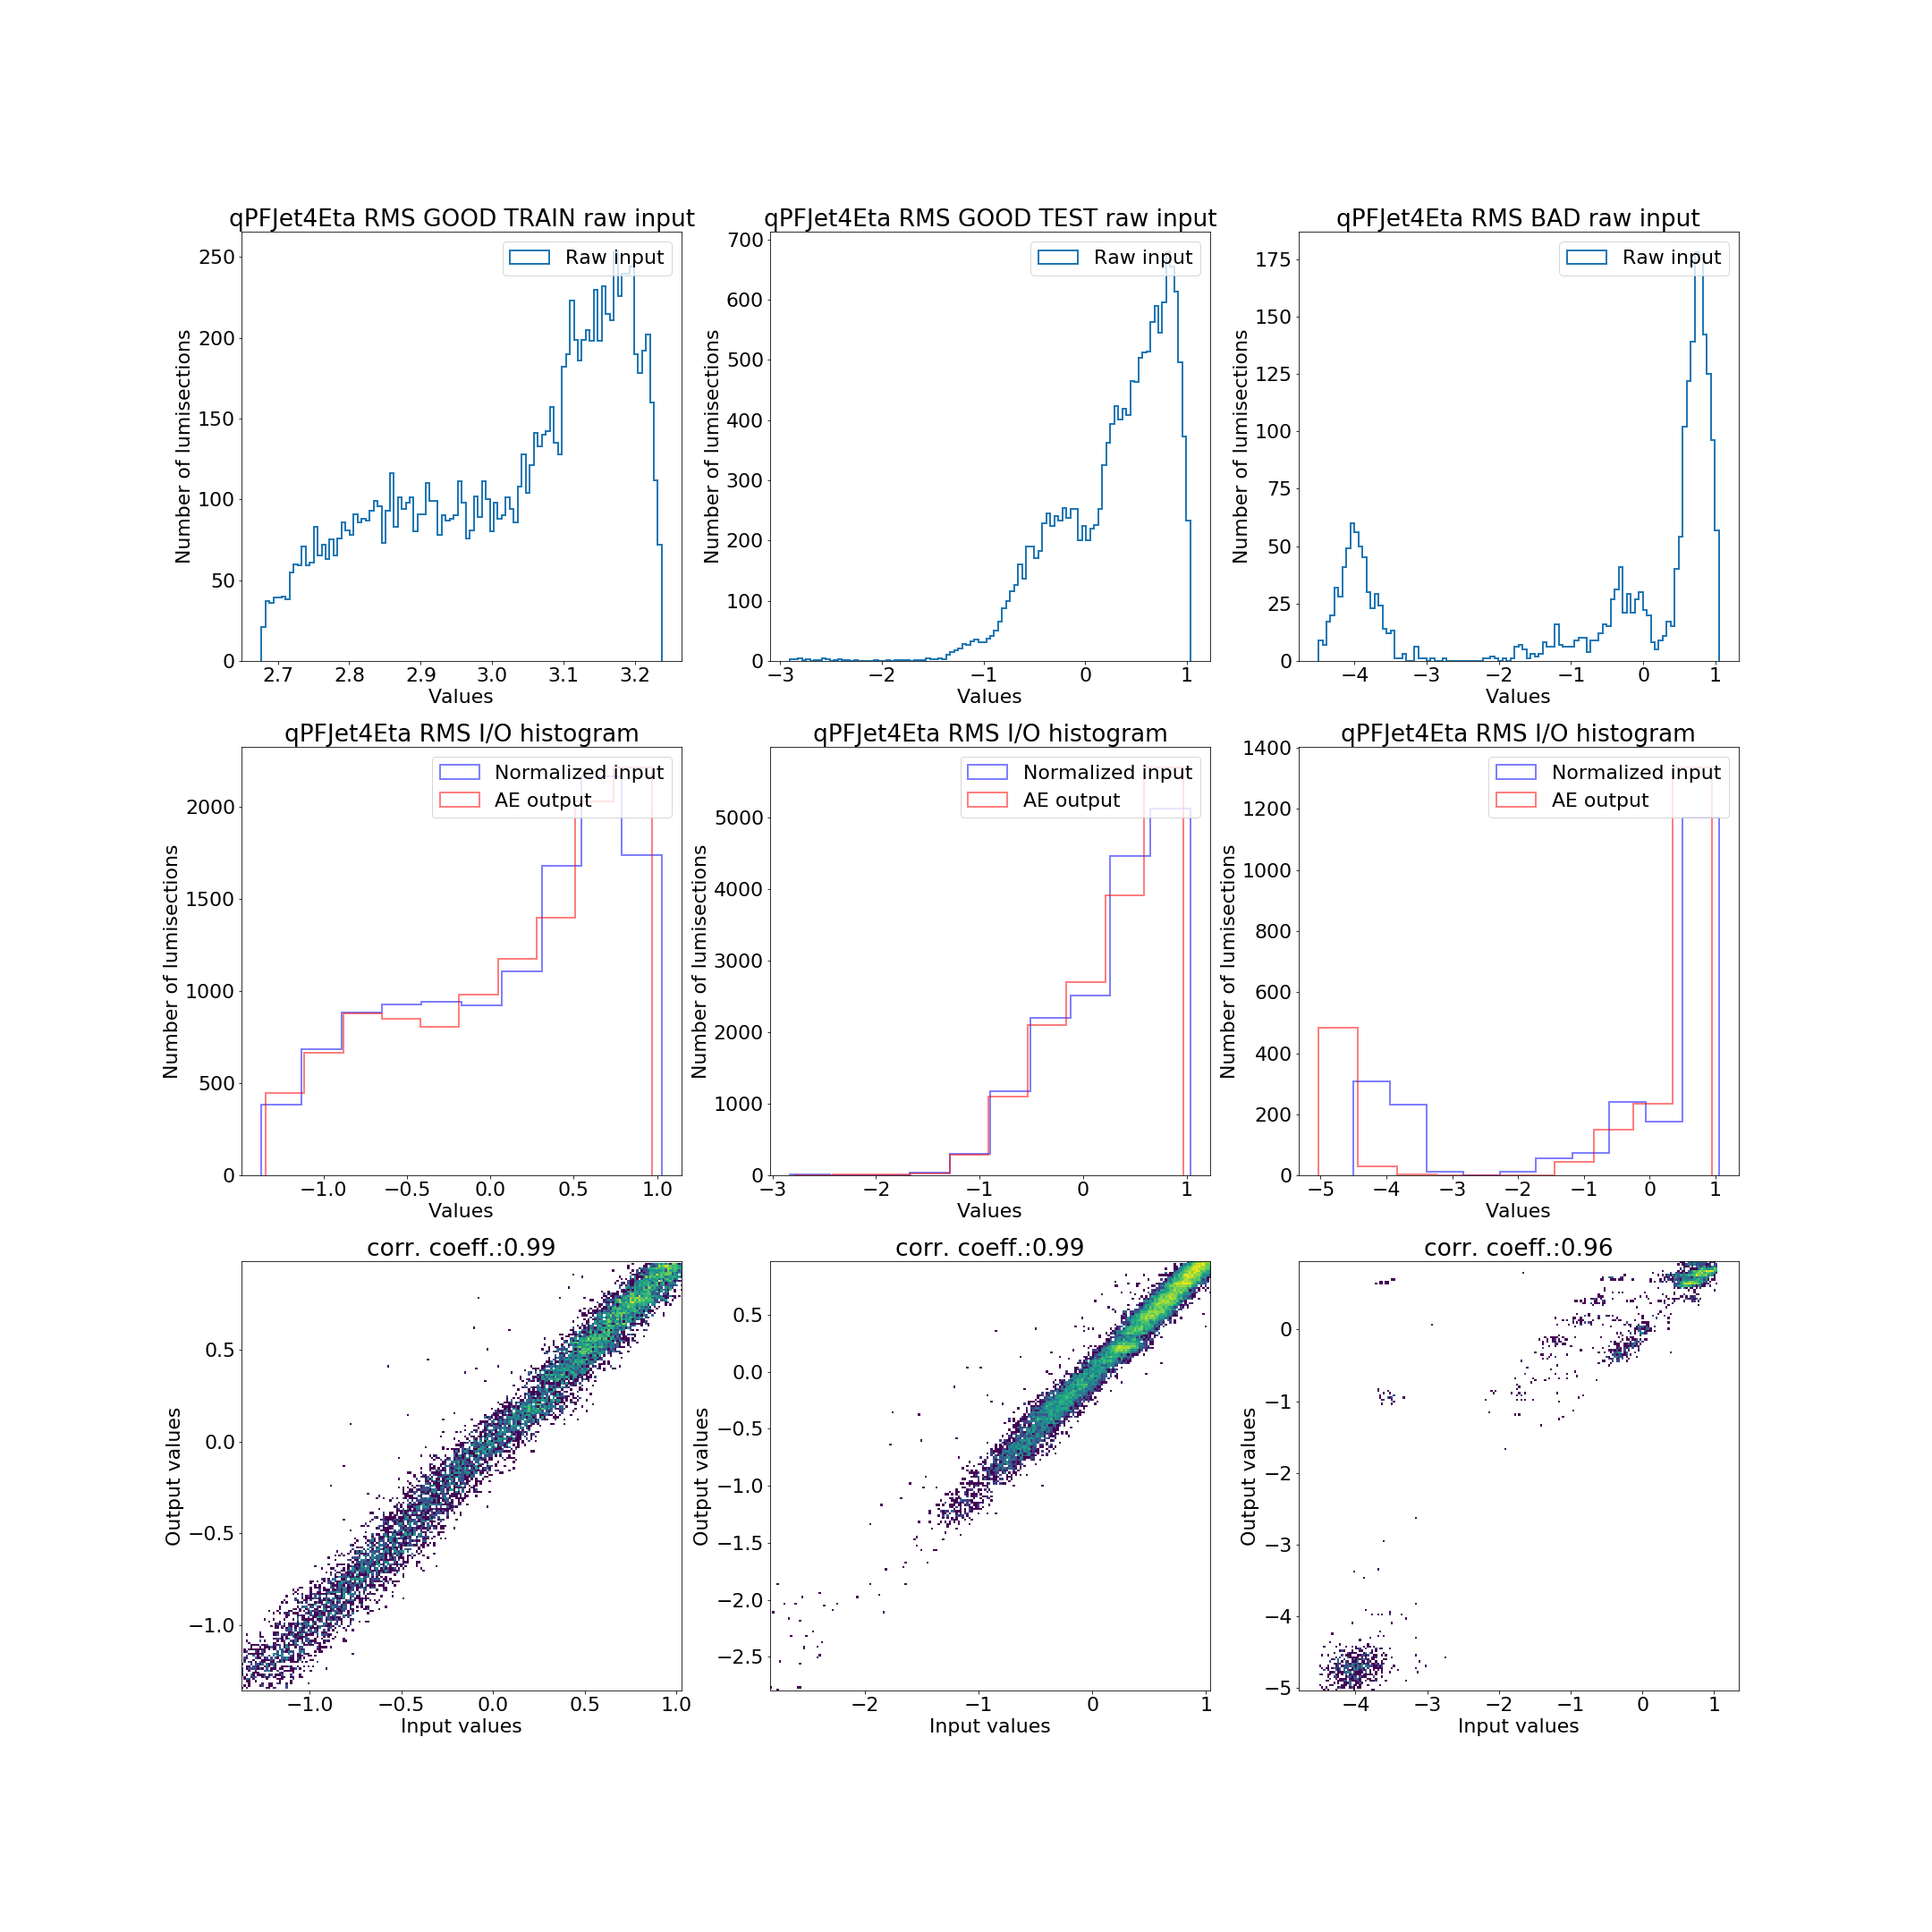 qPFJet4Eta RMS GOOD TRAIN raw input
Number of lumisections
250
200
150
100
50
0
Raw input
2.7 2.8 2.9 3.0 3.1 3.2
Values
qPFJet4Eta RMS GOOD TEST raw input
Number of lumisections
700
600
500
400
300
200
100
0
Raw input
−3 −2 −1 0 1
Values
qPFJet4Eta RMS BAD raw input
Number of lumisections
175
150
125
100
75
50
25
0
Raw input
−4 −3 −2 −1 0 1
Values
qPFJet4Eta RMS I/O histogram
Number of lumisections
2000
1500
1000
500
0
Normalized input
AE output
−1.0 −0.5 0.0 0.5 1.0
Values
qPFJet4Eta RMS I/O histogram
Number of lumisections
5000
4000
3000
2000
1000
0
Normalized input
AE output
−3 −2 −1 0 1
Values
qPFJet4Eta RMS I/O histogram
Number of lumisections
1400
1200
1000
800
600
400
200
0
Normalized input
AE output
−5 −4 −3 −2 −1 0 1
Values
corr. coeff.:0.99
Output values
0.5
0.0
−0.5
−1.0
−1.0 −0.5 0.0 0.5 1.0
Input values
corr. coeff.:0.99
Output values
0.5
0.0
−0.5
−1.0
−1.5
−2.0
−2.5
−2 −1 0 1
Input values
corr. coeff.:0.96
Output values
0
−1
−2
−3
−4
−5
−4 −3 −2 −1 0 1
Input values